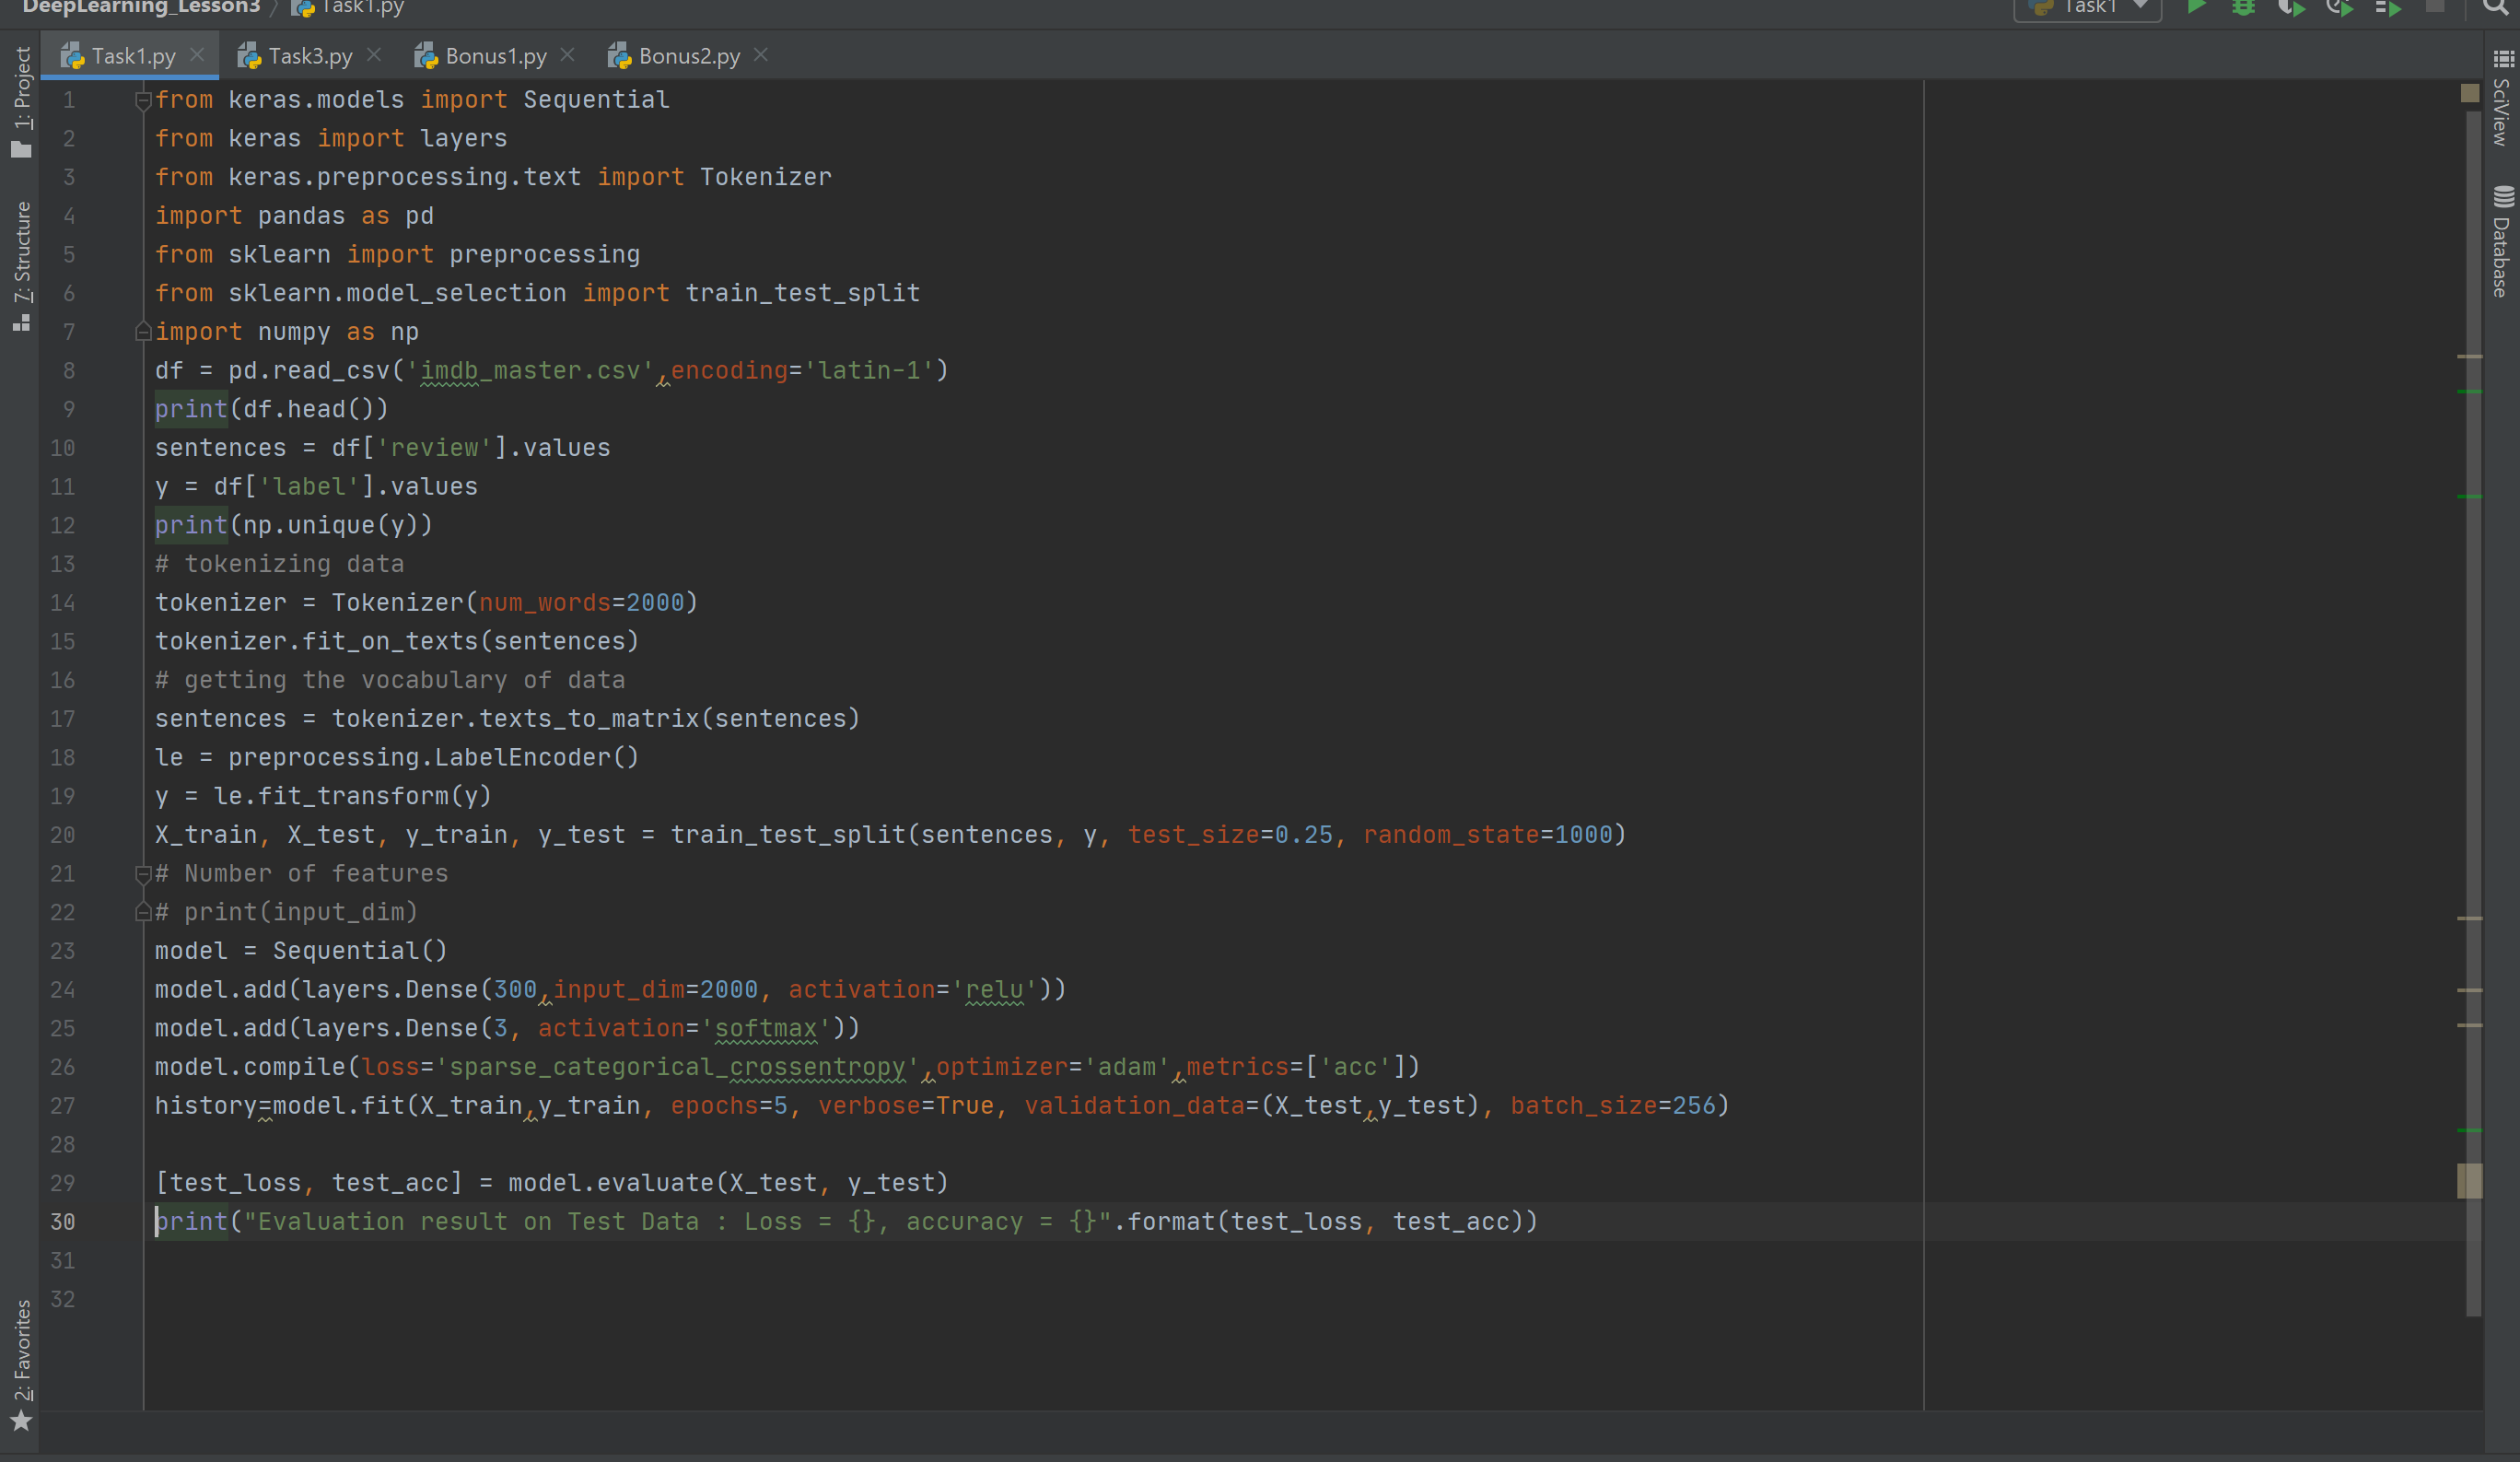 DeepLearning_Lesson3 Task1.py Task1
Task1.py Task3.py Bonus1.py Bonus2.py
1: Project
7: Structure
2: Favorites
SciView
Database
1 from keras.models import Sequential
2 from keras import layers
3 from keras.preprocessing.text import Tokenizer
4 import pandas as pd
5 from sklearn import preprocessing
6 from sklearn.model_selection import train_test_split
7 import numpy as np
8 df = pd.read_csv('imdb_master.csv',encoding='latin-1')
9 print(df.head())
10 sentences = df['review'].values
11 y = df['label'].values
12 print(np.unique(y))
13 # tokenizing data
14 tokenizer = Tokenizer(num_words=2000)
15 tokenizer.fit_on_texts(sentences)
16 # getting the vocabulary of data
17 sentences = tokenizer.texts_to_matrix(sentences)
18 le = preprocessing.LabelEncoder()
19 y = le.fit_transform(y)
20 X_train, X_test, y_train, y_test = train_test_split(sentences, y, test_size=0.25, random_state=1000)
21 # Number of features
22 # print(input_dim)
23 model = Sequential()
24 model.add(layers.Dense(300,input_dim=2000, activation='relu'))
25 model.add(layers.Dense(3, activation='softmax'))
26 model.compile(loss='sparse_categorical_crossentropy',optimizer='adam',metrics=['acc'])
27 history=model.fit(X_train,y_train, epochs=5, verbose=True, validation_data=(X_test,y_test), batch_size=256)
28
29 [test_loss, test_acc] = model.evaluate(X_test, y_test)
30 print("Evaluation result on Test Data : Loss = {}, accuracy = {}".format(test_loss, test_acc))
31
32